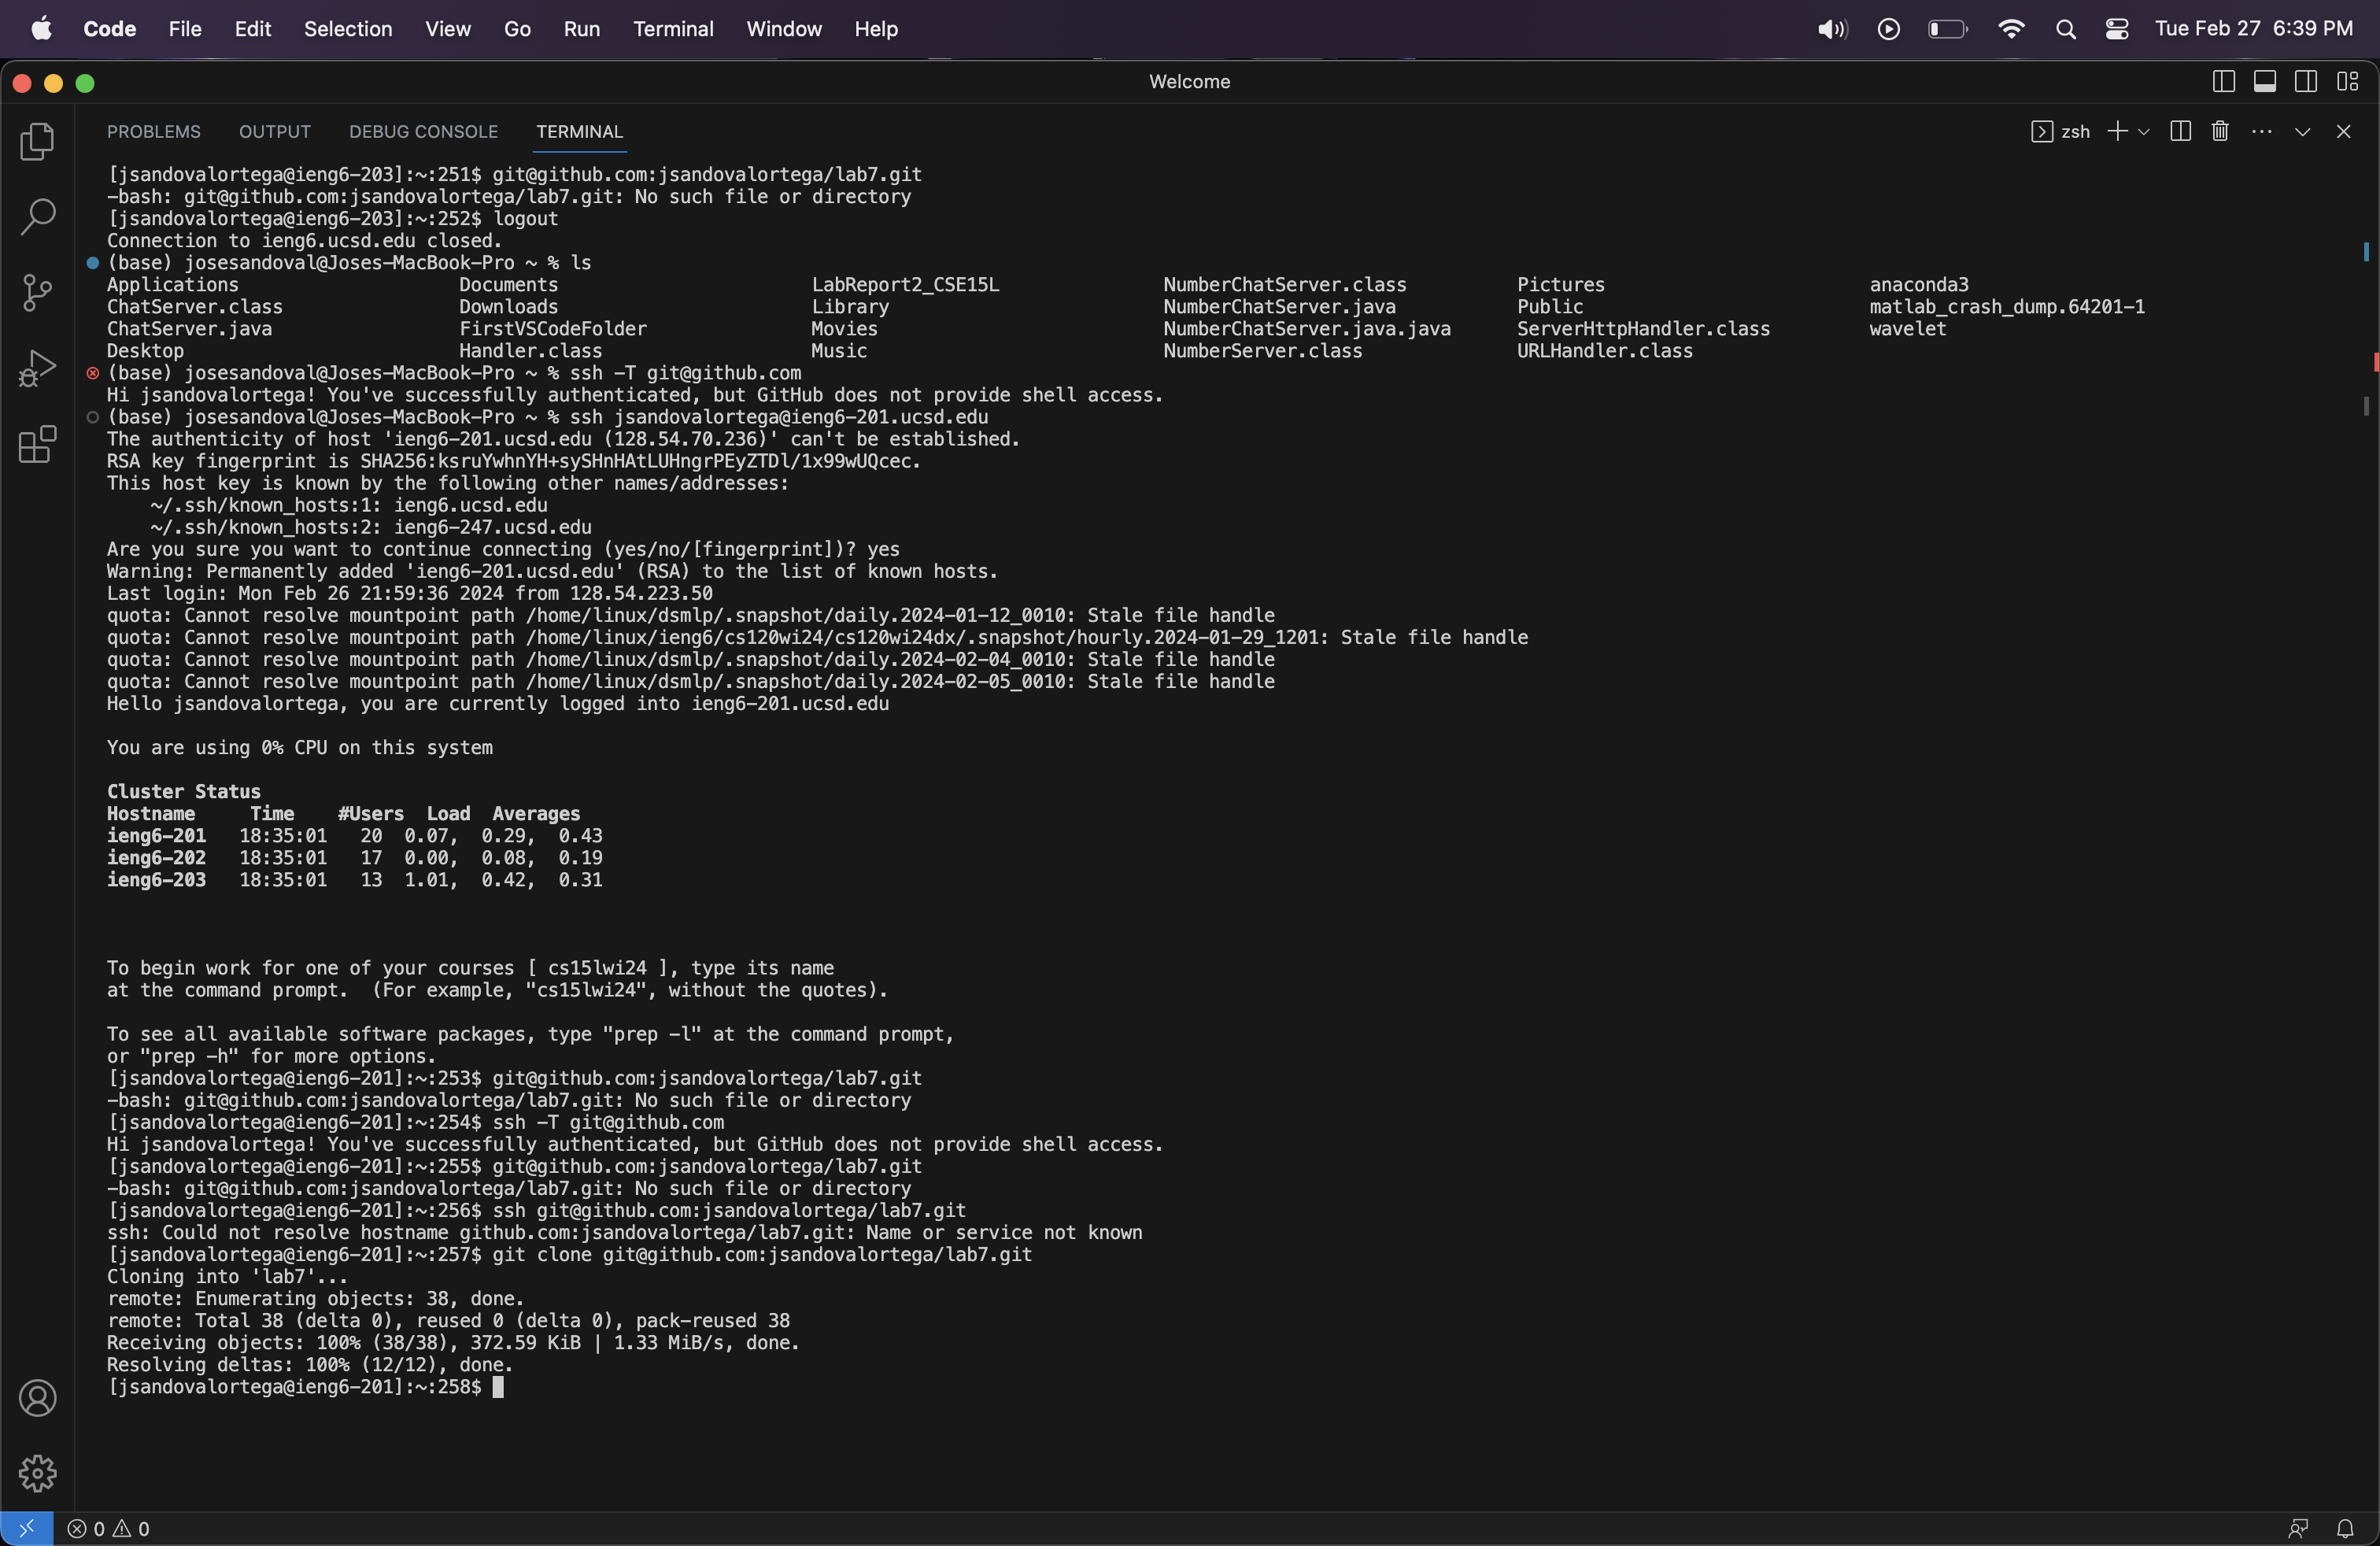 Code File Edit Selection View Go Run Terminal Window Help Tue Feb 27 6:39 PM
Welcome
PROBLEMS OUTPUT DEBUG CONSOLE TERMINAL zsh
[jsandovalortega@ieng6-203]:~:251$ git@github.com:jsandovalortega/lab7.git
-bash: git@github.com:jsandovalortega/lab7.git: No such file or directory
[jsandovalortega@ieng6-203]:~:252$ logout
Connection to ieng6.ucsd.edu closed.
(base) josesandoval@Joses-MacBook-Pro ~ % ls
Applications Documents LabReport2_CSE15L NumberChatServer.class Pictures anaconda3
ChatServer.class Downloads Library NumberChatServer.java Public matlab_crash_dump.64201-1
ChatServer.java FirstVSCodeFolder Movies NumberChatServer.java.java ServerHttpHandler.class wavelet
Desktop Handler.class Music NumberServer.class URLHandler.class
(base) josesandoval@Joses-MacBook-Pro ~ % ssh -T git@github.com
Hi jsandovalortega! You've successfully authenticated, but GitHub does not provide shell access.
(base) josesandoval@Joses-MacBook-Pro ~ % ssh jsandovalortega@ieng6-201.ucsd.edu
The authenticity of host 'ieng6-201.ucsd.edu (128.54.70.236)' can't be established.
RSA key fingerprint is SHA256:ksruYwhnYH+sySHnHAtLUHngrPEyZTDl/1x99wUQcec.
This host key is known by the following other names/addresses:
~/.ssh/known_hosts:1: ieng6.ucsd.edu
~/.ssh/known_hosts:2: ieng6-247.ucsd.edu
Are you sure you want to continue connecting (yes/no/[fingerprint])? yes
Warning: Permanently added 'ieng6-201.ucsd.edu' (RSA) to the list of known hosts.
Last login: Mon Feb 26 21:59:36 2024 from 128.54.223.50
quota: Cannot resolve mountpoint path /home/linux/dsmlp/.snapshot/daily.2024-01-12_0010: Stale file handle
quota: Cannot resolve mountpoint path /home/linux/ieng6/cs120wi24/cs120wi24dx/.snapshot/hourly.2024-01-29_1201: Stale file handle
quota: Cannot resolve mountpoint path /home/linux/dsmlp/.snapshot/daily.2024-02-04_0010: Stale file handle
quota: Cannot resolve mountpoint path /home/linux/dsmlp/.snapshot/daily.2024-02-05_0010: Stale file handle
Hello jsandovalortega, you are currently logged into ieng6-201.ucsd.edu
You are using 0% CPU on this system
Cluster Status
Hostname Time #Users Load Averages
ieng6-201 18:35:01 20 0.07, 0.29, 0.43
ieng6-202 18:35:01 17 0.00, 0.08, 0.19
ieng6-203 18:35:01 13 1.01, 0.42, 0.31
To begin work for one of your courses [ cs15lwi24 ], type its name
at the command prompt. (For example, "cs15lwi24", without the quotes).
To see all available software packages, type "prep -l" at the command prompt,
or "prep -h" for more options.
[jsandovalortega@ieng6-201]:~:253$ git@github.com:jsandovalortega/lab7.git
-bash: git@github.com:jsandovalortega/lab7.git: No such file or directory
[jsandovalortega@ieng6-201]:~:254$ ssh -T git@github.com
Hi jsandovalortega! You've successfully authenticated, but GitHub does not provide shell access.
[jsandovalortega@ieng6-201]:~:255$ git@github.com:jsandovalortega/lab7.git
-bash: git@github.com:jsandovalortega/lab7.git: No such file or directory
[jsandovalortega@ieng6-201]:~:256$ ssh git@github.com:jsandovalortega/lab7.git
ssh: Could not resolve hostname github.com:jsandovalortega/lab7.git: Name or service not known
[jsandovalortega@ieng6-201]:~:257$ git clone git@github.com:jsandovalortega/lab7.git
Cloning into 'lab7'...
remote: Enumerating objects: 38, done.
remote: Total 38 (delta 0), reused 0 (delta 0), pack-reused 38
Receiving objects: 100% (38/38), 372.59 KiB | 1.33 MiB/s, done.
Resolving deltas: 100% (12/12), done.
[jsandovalortega@ieng6-201]:~:258$
0 0